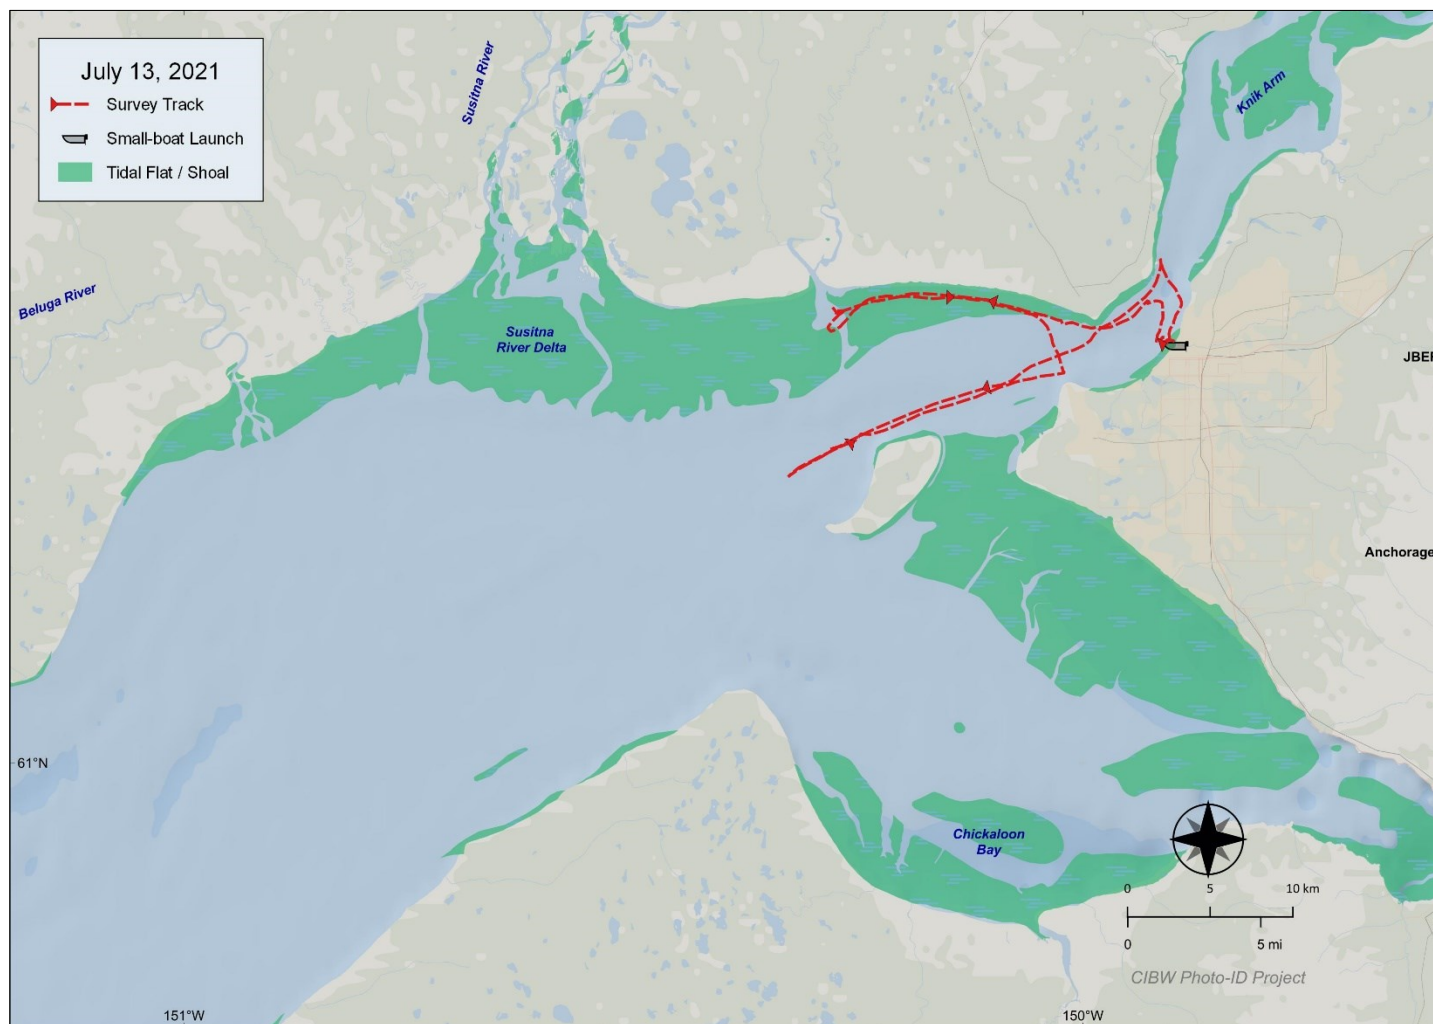 July 13, 2021
Survey Track
Small-boat Launch
Tidal Flat / Shoal
Susitna River
Knik Arm
Beluga River
Susitna
River Delta
JBER
Anchorage
61°N
Chickaloon
Bay
0 5 10 km
0 5 mi
CIBW Photo-ID Project
151°W
150°W